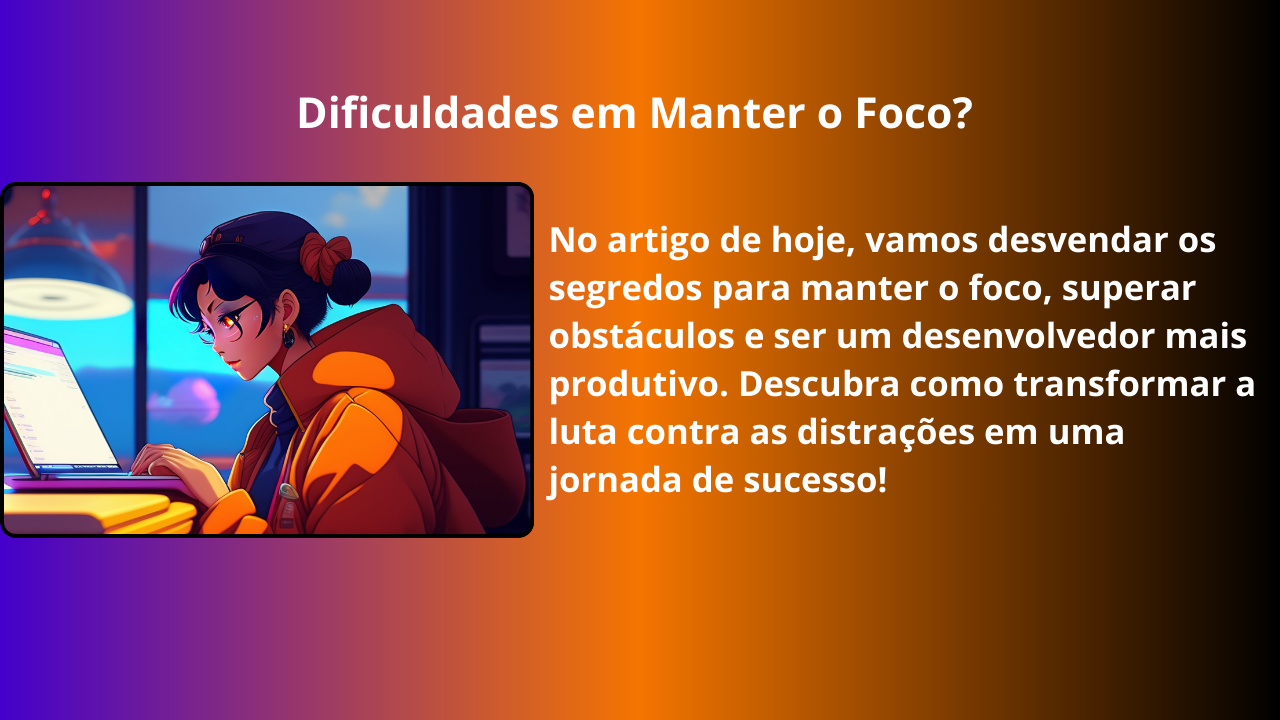 Dificuldades em Manter o Foco?
No artigo de hoje, vamos desvendar os
segredos para manter o foco, superar
obstáculos e ser um desenvolvedor mais
produtivo. Descubra como transformar a
luta contra as distrações em uma
jornada de sucesso!